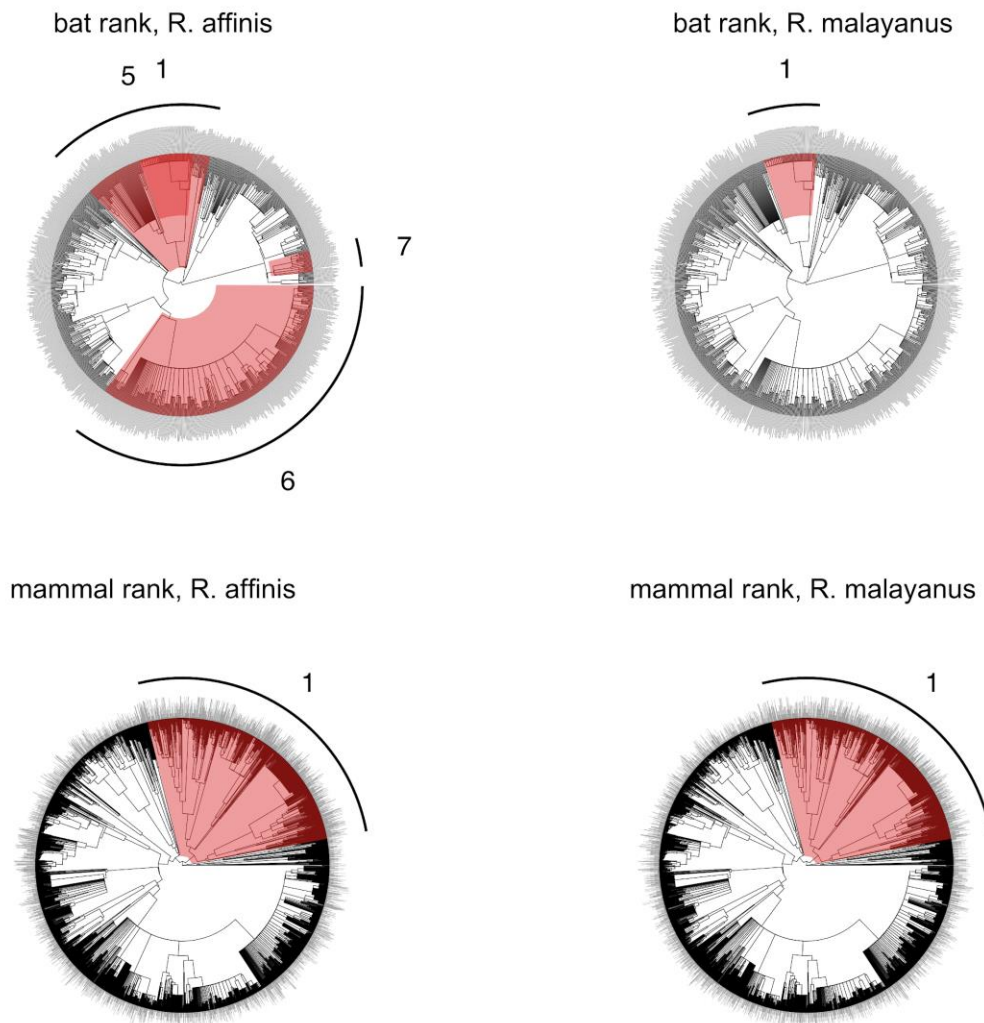 bat rank, R. affinis
bat rank, R. malayanus
5 1
1
7
6
mammal rank, R. affinis
mammal rank, R. malayanus
1
1